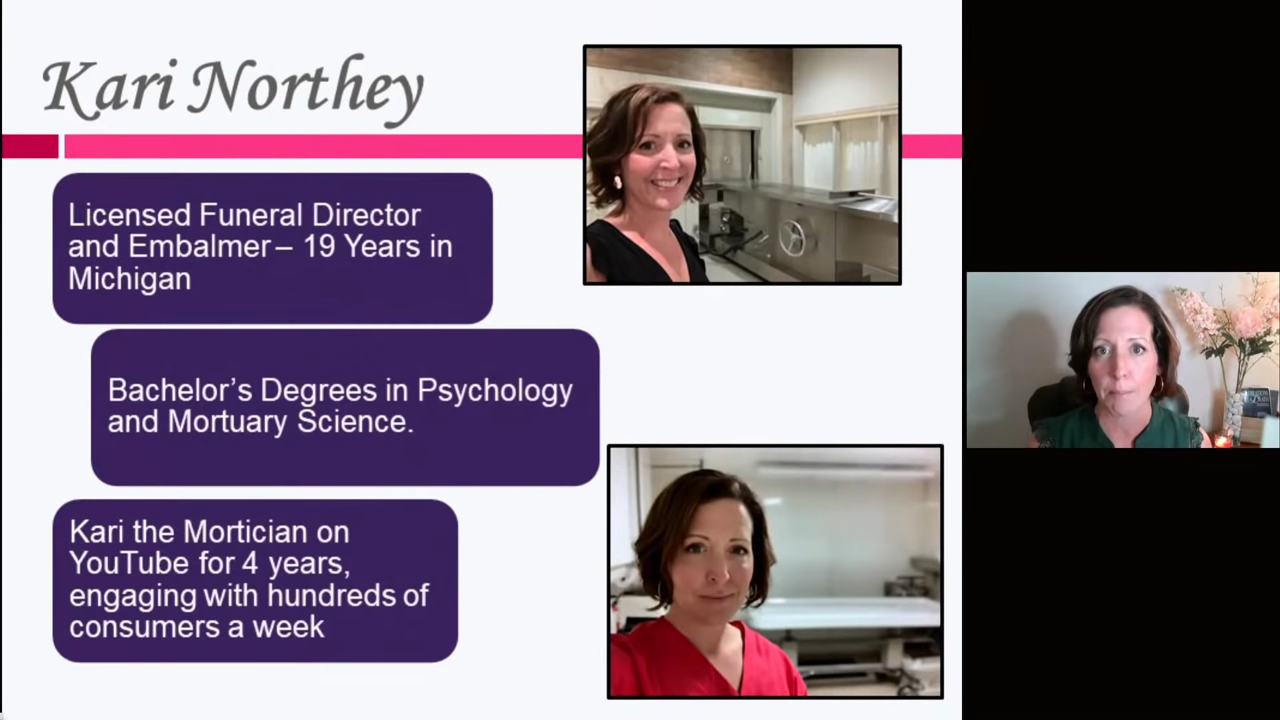 Kari Northey
Licensed Funeral Director
and Embalmer – 19 Years in
Michigan
Bachelor’s Degrees in Psychology
and Mortuary Science.
Kari the Mortician on
YouTube for 4 years,
engaging with hundreds of
consumers a week